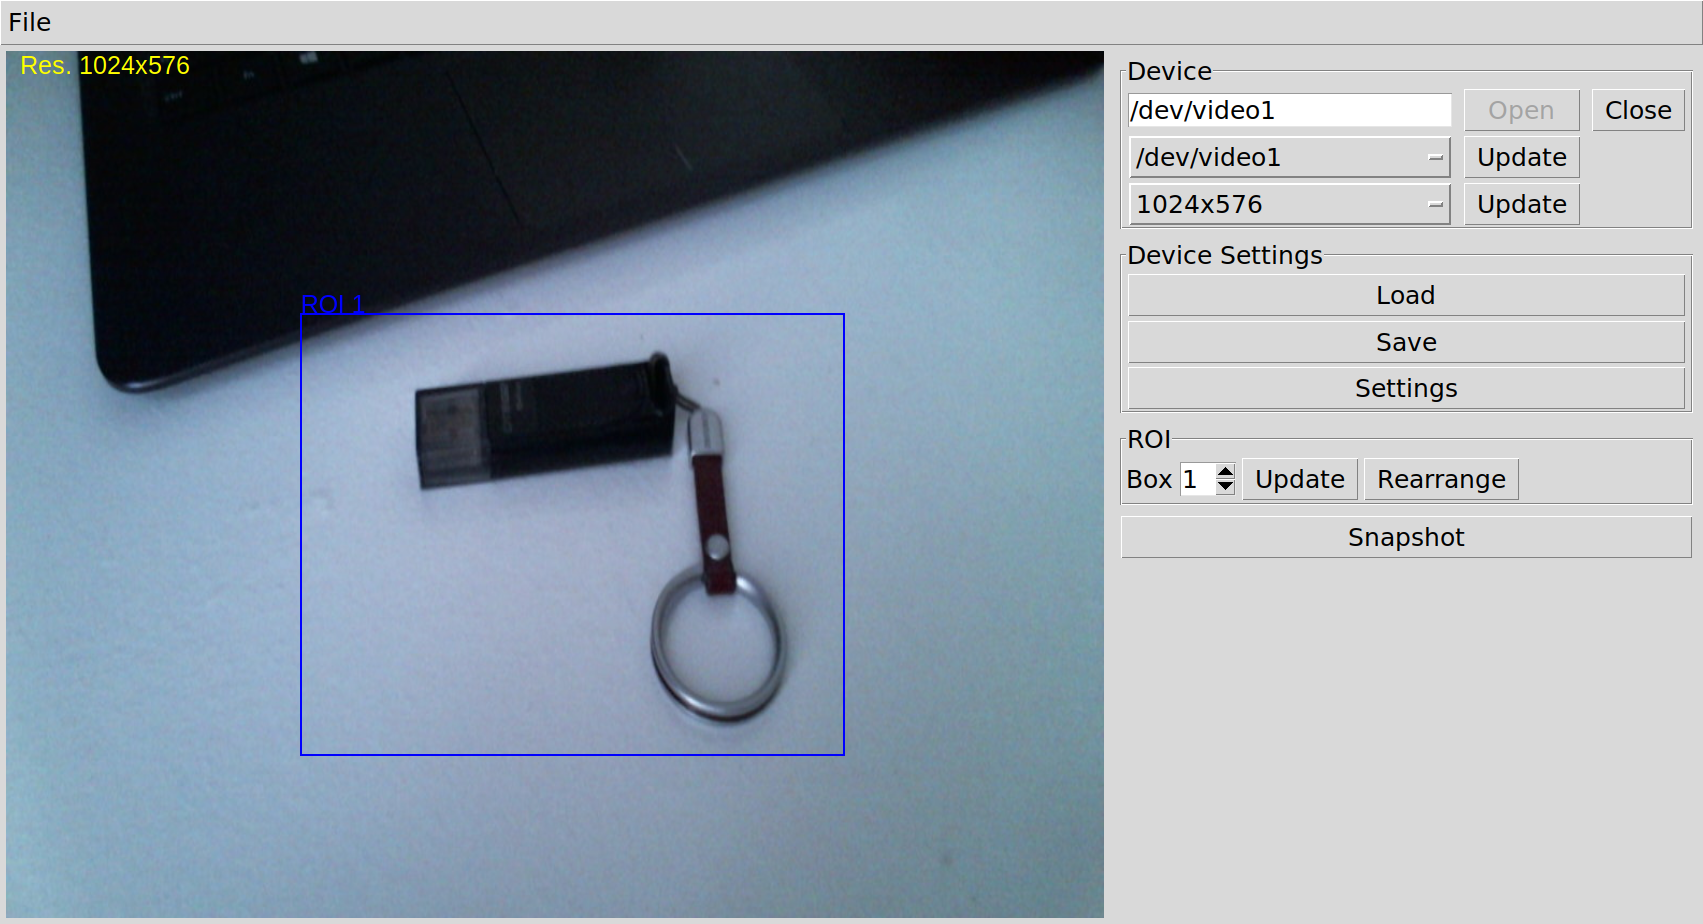 File
Res. 1024x576
ROI 1
Device
/dev/video1 Open Close
/dev/video1 Update
1024x576 Update
Device Settings
Load
Save
Settings
ROI
Box 1 Update Rearrange
Snapshot